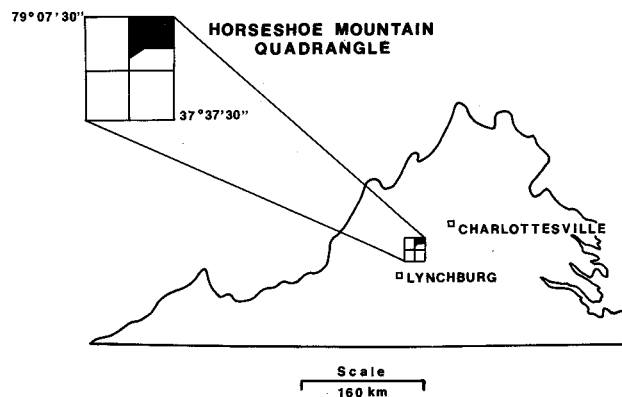 79°07'30"
HORSESHOE MOUNTAIN
QUADRANGLE
37°37'30"
CHARLOTTESVILLE
LYNCHBURG
Scale
160 km